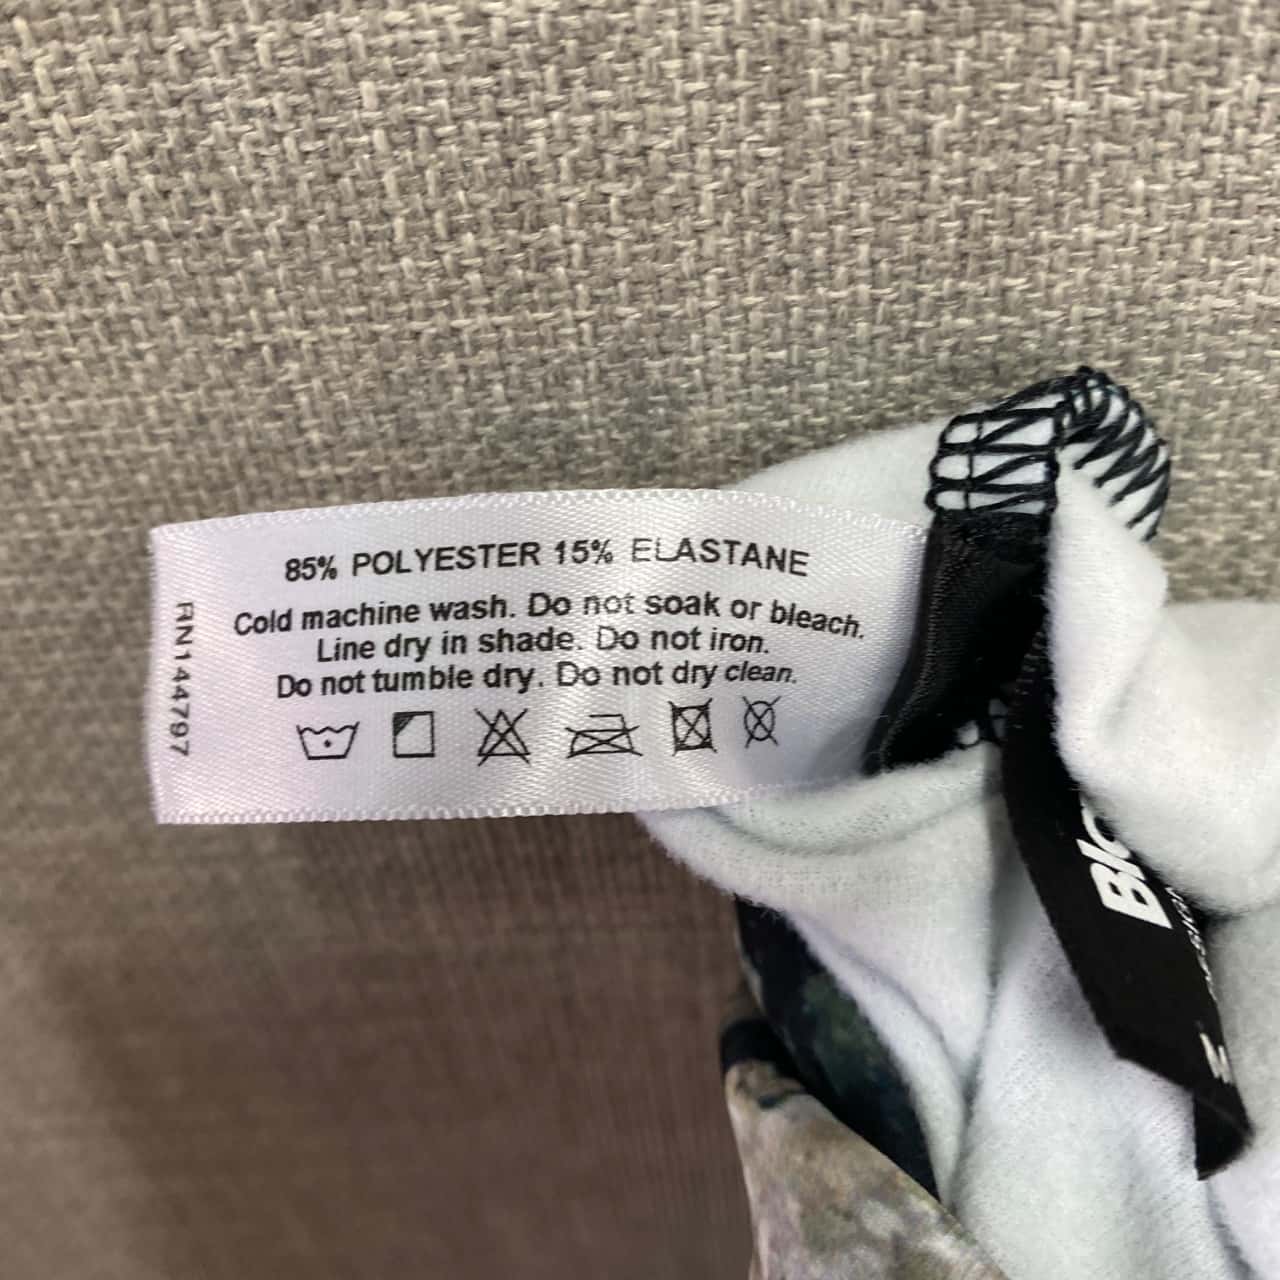 85% POLYESTER 15% ELASTANE
Cold machine wash. Do not soak or bleach.
Line dry in shade. Do not iron.
Do not tumble dry. Do not dry clean.
RN144797